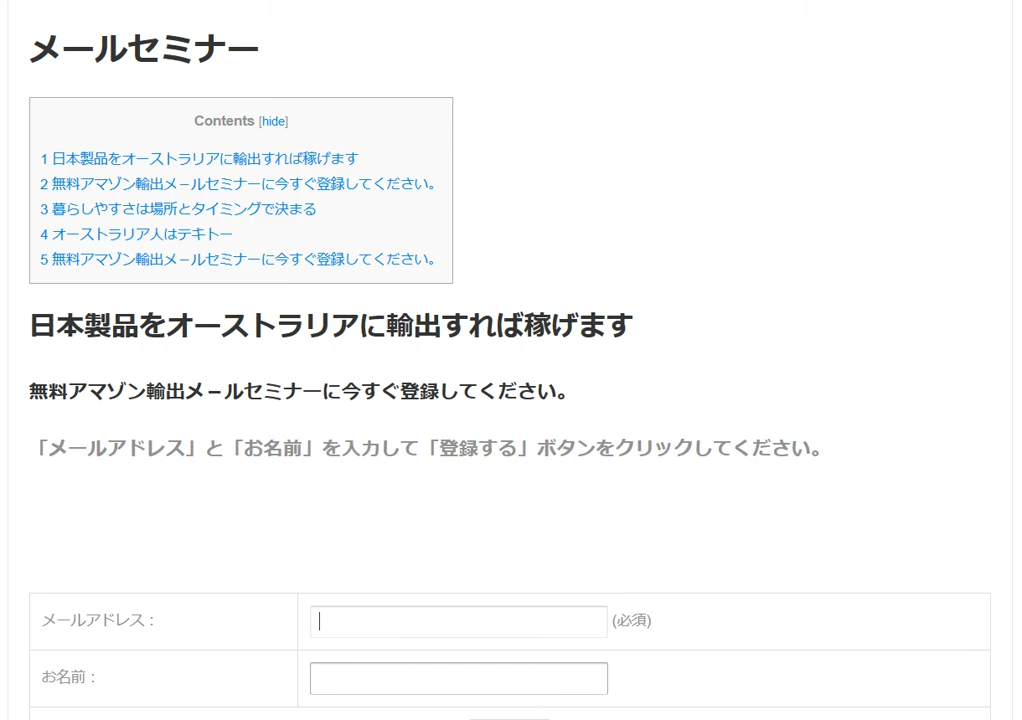 メールセミナー
Contents [hide]
1 日本製品をオーストラリアに輸出すれば稼げます
2 無料アマゾン輸出メ－ルセミナーに今すぐ登録してください。
3 暮らしやすさは場所とタイミングで決まる
4 オーストラリア人はテキトー
5 無料アマゾン輸出メ－ルセミナーに今すぐ登録してください。
日本製品をオーストラリアに輸出すれば稼げます
無料アマゾン輸出メ－ルセミナーに今すぐ登録してください。
「メールアドレス」と「お名前」を入力して「登録する」ボタンをクリックしてください。
メールアドレス : (必須)
お名前 :